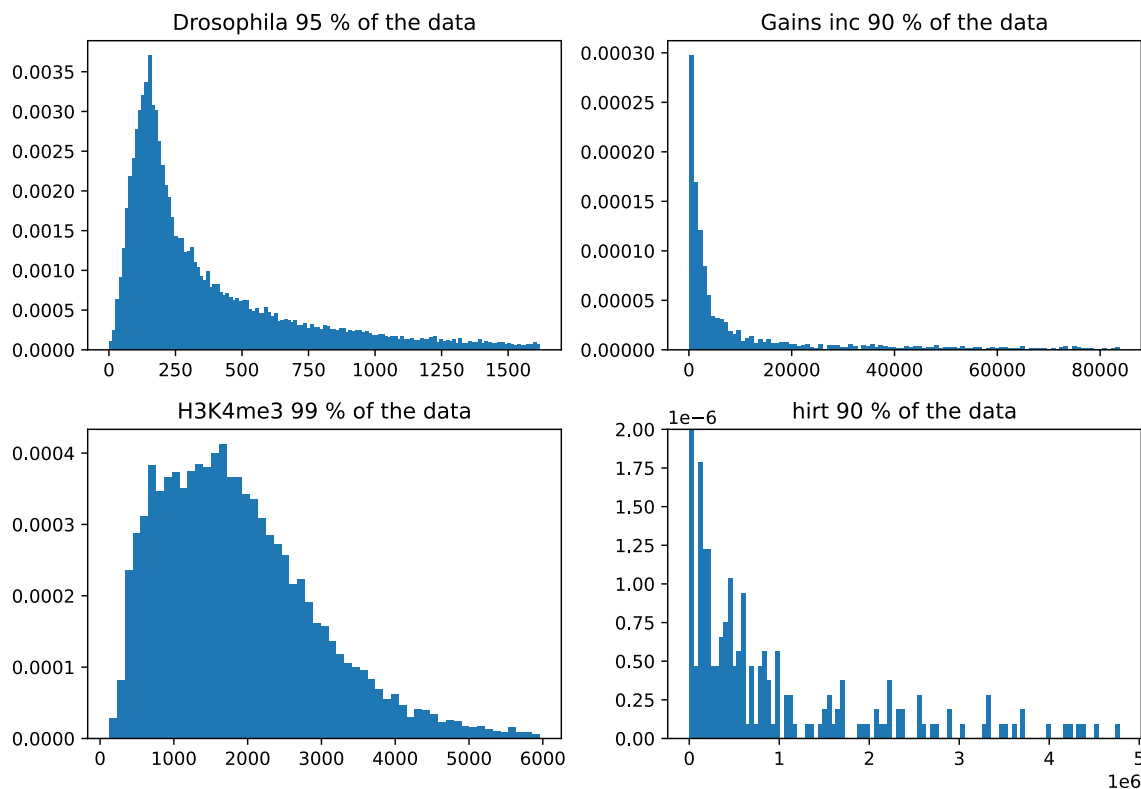 Drosophila 95 % of the data
0.0035
0.0030
0.0025
0.0020
0.0015
0.0010
0.0005
0.0000
0 250 500 750 1000 1250 1500
Gains inc 90 % of the data
0.00030
0.00025
0.00020
0.00015
0.00010
0.00005
0.00000
0 20000 40000 60000 80000
H3K4me3 99 % of the data
0.0004
0.0003
0.0002
0.0001
0.0000
0 1000 2000 3000 4000 5000 6000
hirt 90 % of the data
1e−6
2.00
1.75
1.50
1.25
1.00
0.75
0.50
0.25
0.00
0 1 2 3 4 5
1e6